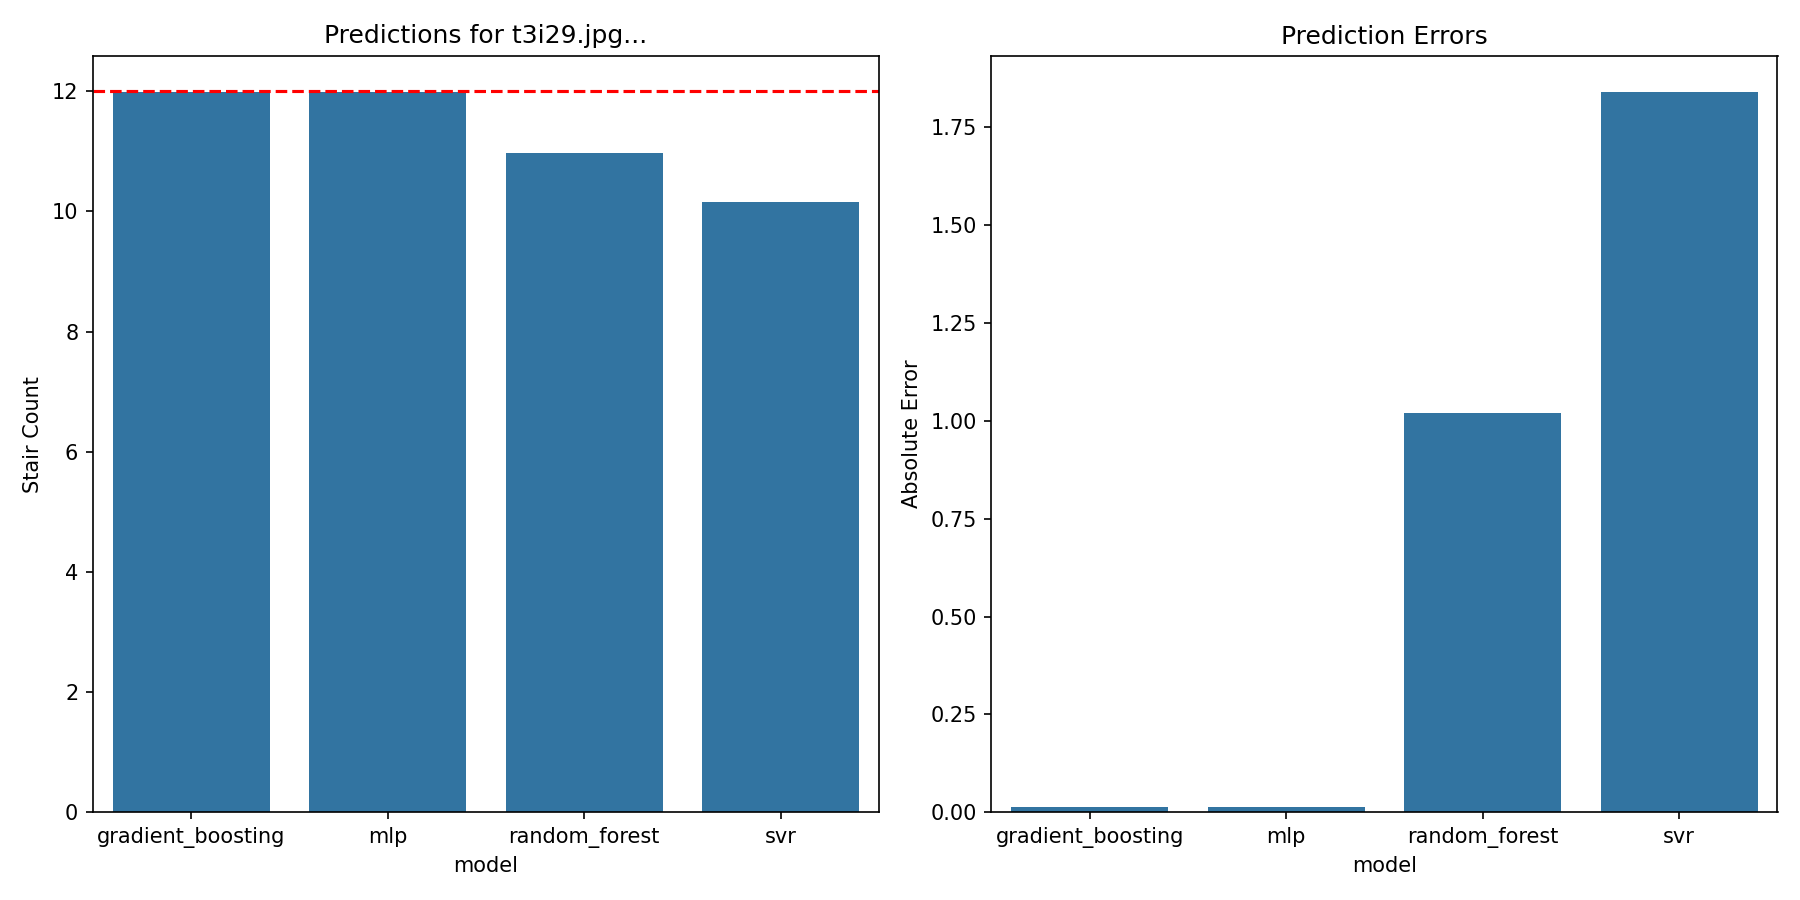 Predictions for t3i29.jpg...
Stair Count
12
10
8
6
4
2
0
gradient_boosting mlp random_forest svr
model
Prediction Errors
Absolute Error
1.75
1.50
1.25
1.00
0.75
0.50
0.25
0.00
gradient_boosting mlp random_forest svr
model